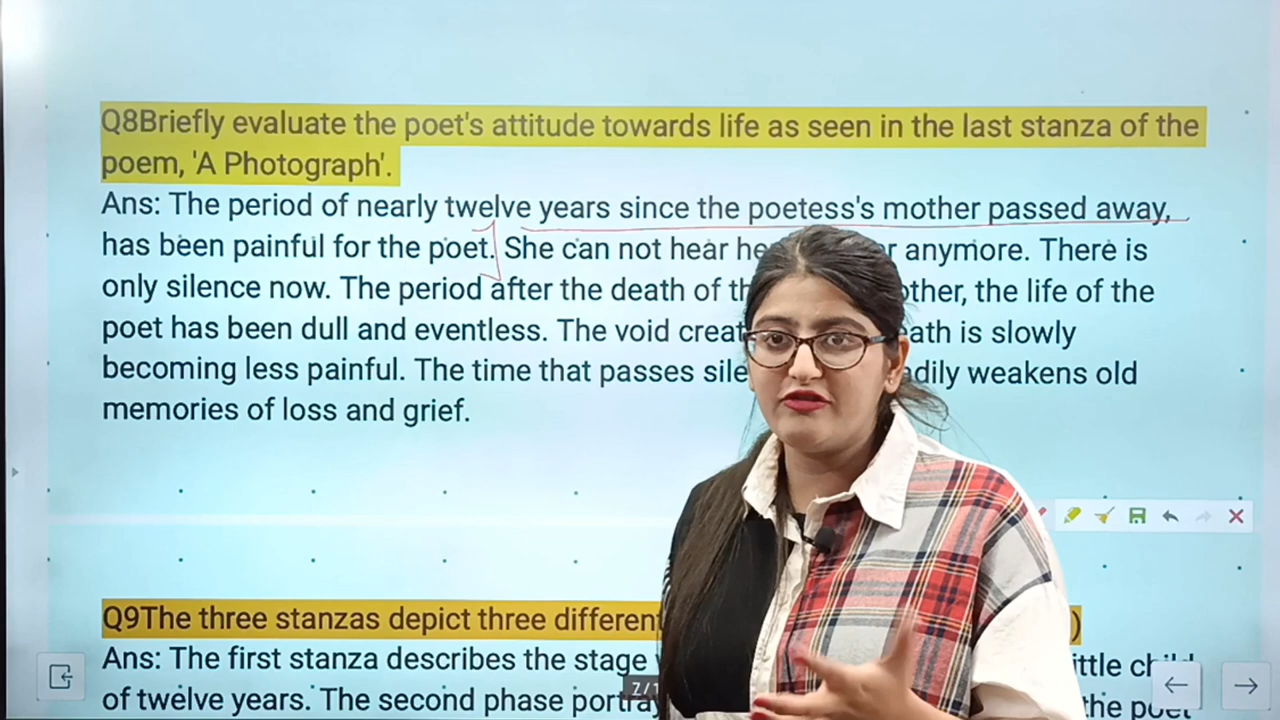 Q8Briefly evaluate the poet's attitude towards life as seen in the last stanza of the
poem, 'A Photograph'.
Ans: The period of nearly twelve years since the poetess's mother passed away,
has been painful for the poet. She can not hear anymore. There is
only silence now. The period after the death of the life of the
poet has been dull and eventless. The void is slowly
becoming less painful. The time that passes weakens old
memories of loss and grief.
Q9The three stanzas depict three )
Ans: The first stanza describes the stage
of twelve years. The second phase the